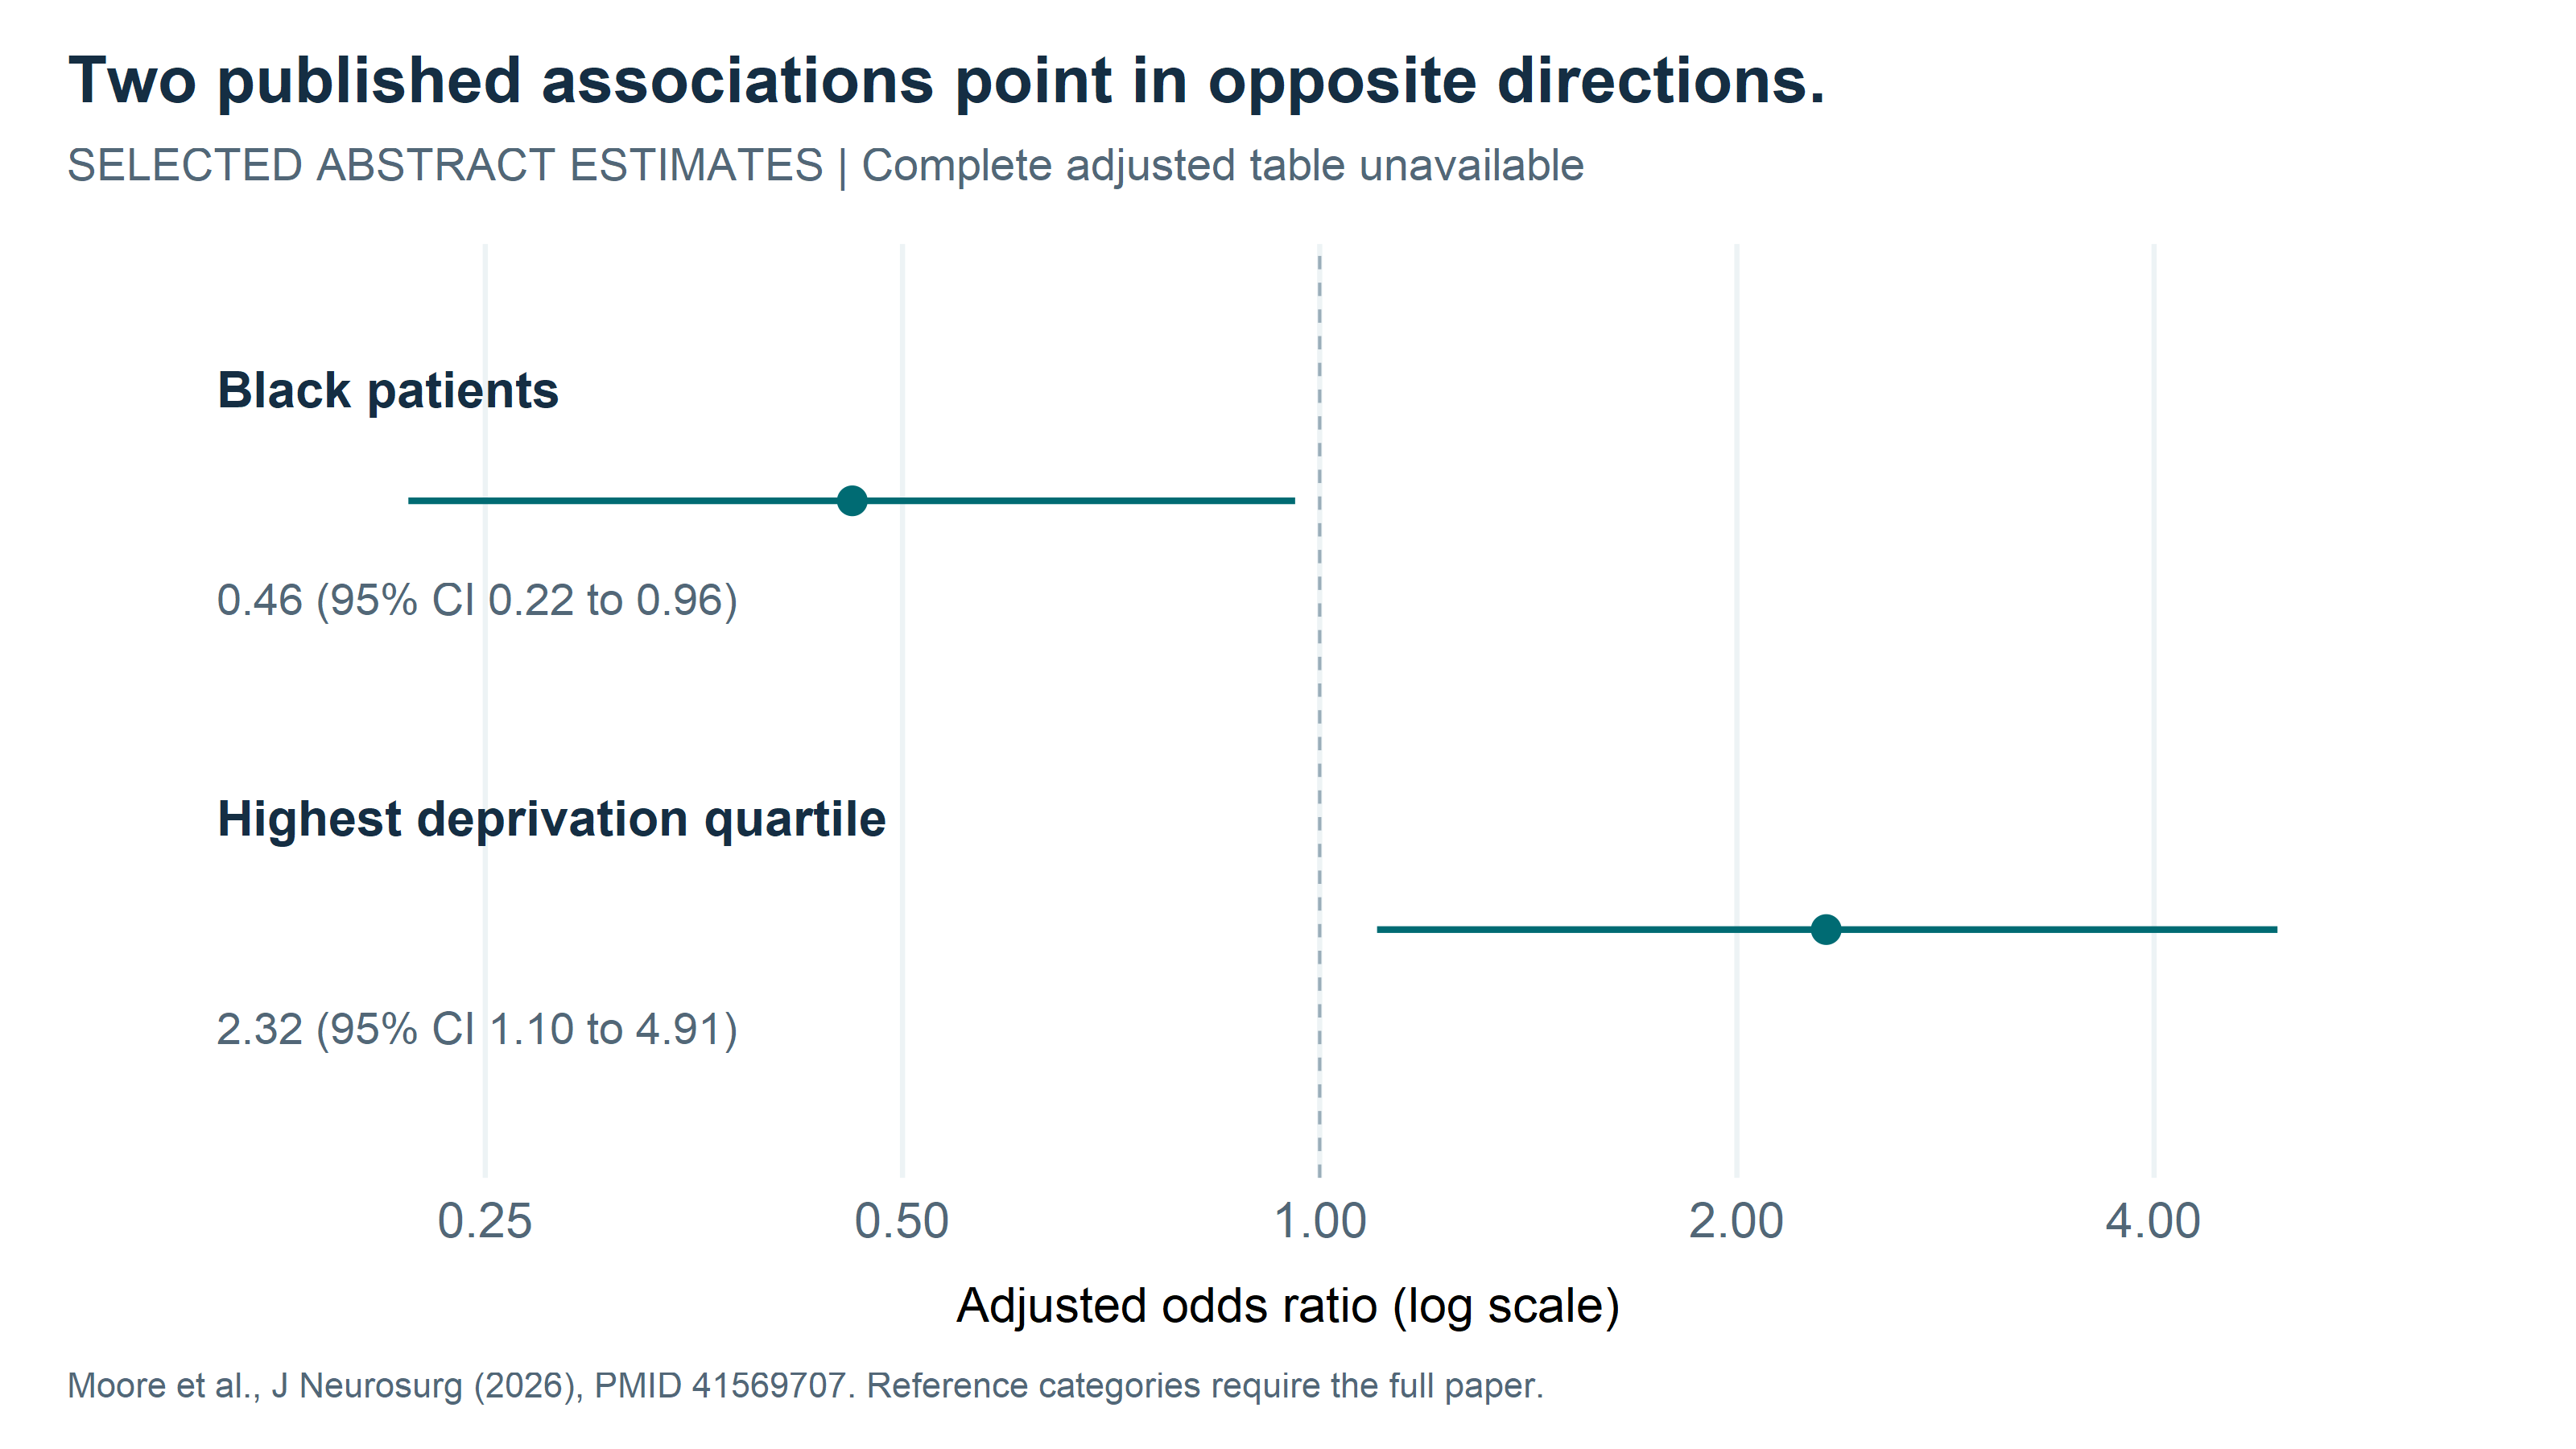 Two published associations point in opposite directions.
SELECTED ABSTRACT ESTIMATES | Complete adjusted table unavailable
Black patients
0.46 (95% CI 0.22 to 0.96)
Highest deprivation quartile
2.32 (95% CI 1.10 to 4.91)
0.25 0.50 1.00 2.00 4.00
Adjusted odds ratio (log scale)
Moore et al., J Neurosurg (2026), PMID 41569707. Reference categories require the full paper.